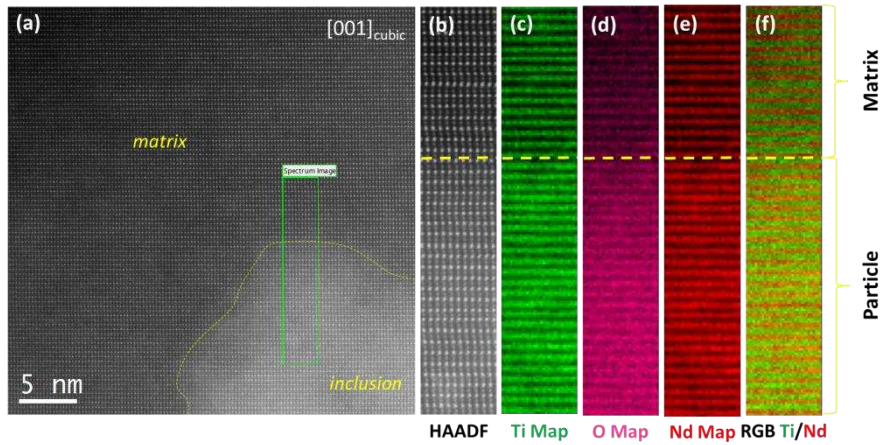 (a)
[001]cubic
matrix
Spectrum Image
inclusion
5 nm
(b)
(c)
(d)
(e)
(f)
Matrix
Particle
HAADF
Ti Map
O Map
Nd Map
RGB Ti/Nd